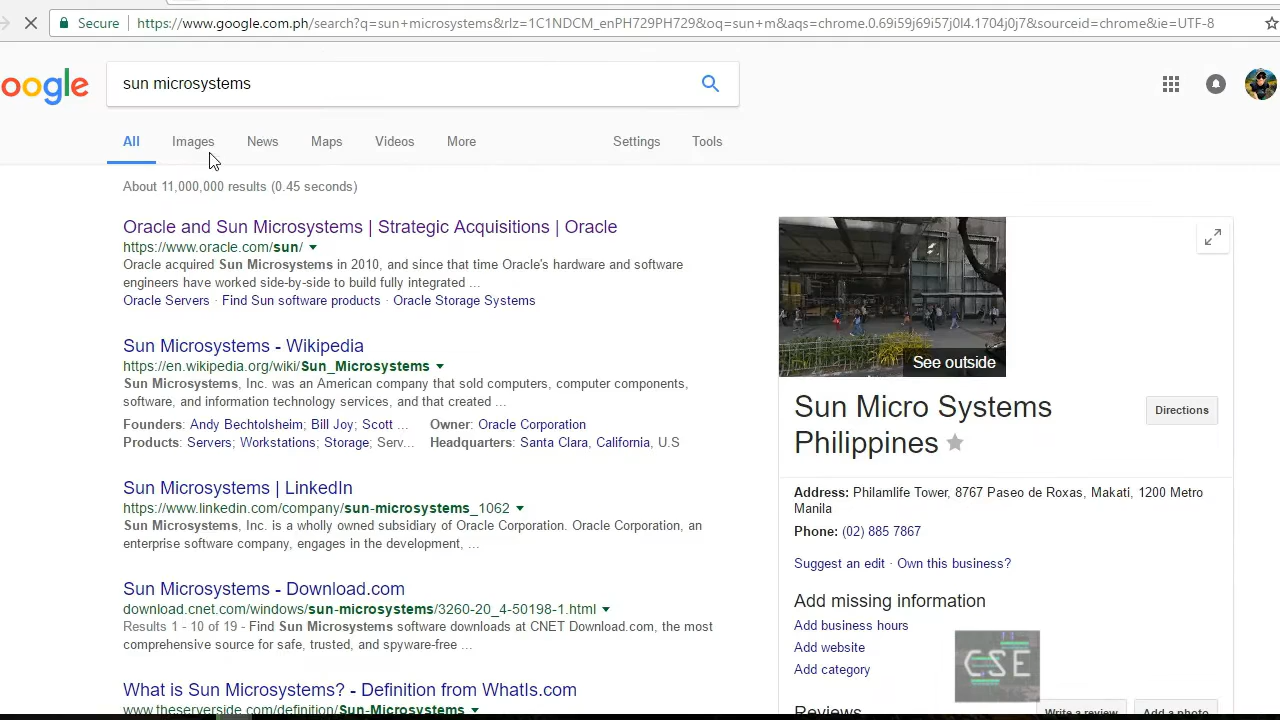 Secure
https://www.google.com.ph/search?q=sun+microsystems&rlz=1C1NDCM_enPH729PH729&oq=sun+m&aqs=chrome.0.69i59j69i57j0l4.1704j0j7&sourceid=chrome&ie=UTF-8
oogle
sun microsystems
All Images News Maps Videos More Settings Tools
About 11,000,000 results (0.45 seconds)
Oracle and Sun Microsystems | Strategic Acquisitions | Oracle
https://www.oracle.com/sun/
Oracle acquired Sun Microsystems in 2010, and since that time Oracle's hardware and software
engineers have worked side-by-side to build fully integrated ...
Oracle Servers · Find Sun software products · Oracle Storage Systems
Sun Microsystems - Wikipedia
https://en.wikipedia.org/wiki/Sun_Microsystems
Sun Microsystems, Inc. was an American company that sold computers, computer components,
software, and information technology services, and that created ...
Founders: Andy Bechtolsheim; Bill Joy; Scott ... Owner: Oracle Corporation
Products: Servers; Workstations; Storage; Serv... Headquarters: Santa Clara, California, U.S
Sun Microsystems | LinkedIn
https://www.linkedin.com/company/sun-microsystems_1062
Sun Microsystems, Inc. is a wholly owned subsidiary of Oracle Corporation. Oracle Corporation, an
enterprise software company, engages in the development, ...
Sun Microsystems - Download.com
download.cnet.com/windows/sun-microsystems/3260-20_4-50198-1.html
Results 1 - 10 of 19 - Find Sun Microsystems software downloads at CNET Download.com, the most
comprehensive source for safe, trusted, and spyware-free ...
What is Sun Microsystems? - Definition from WhatIs.com
www.theserverside.com/definition/Sun-Microsystems
See outside
Sun Micro Systems
Philippines
Directions
Address: Philamlife Tower, 8767 Paseo de Roxas, Makati, 1200 Metro
Manila
Phone: (02) 885 7867
Suggest an edit · Own this business?
Add missing information
Add business hours
Add website
Add category
CSE
Reviews
Write a review
Add a photo